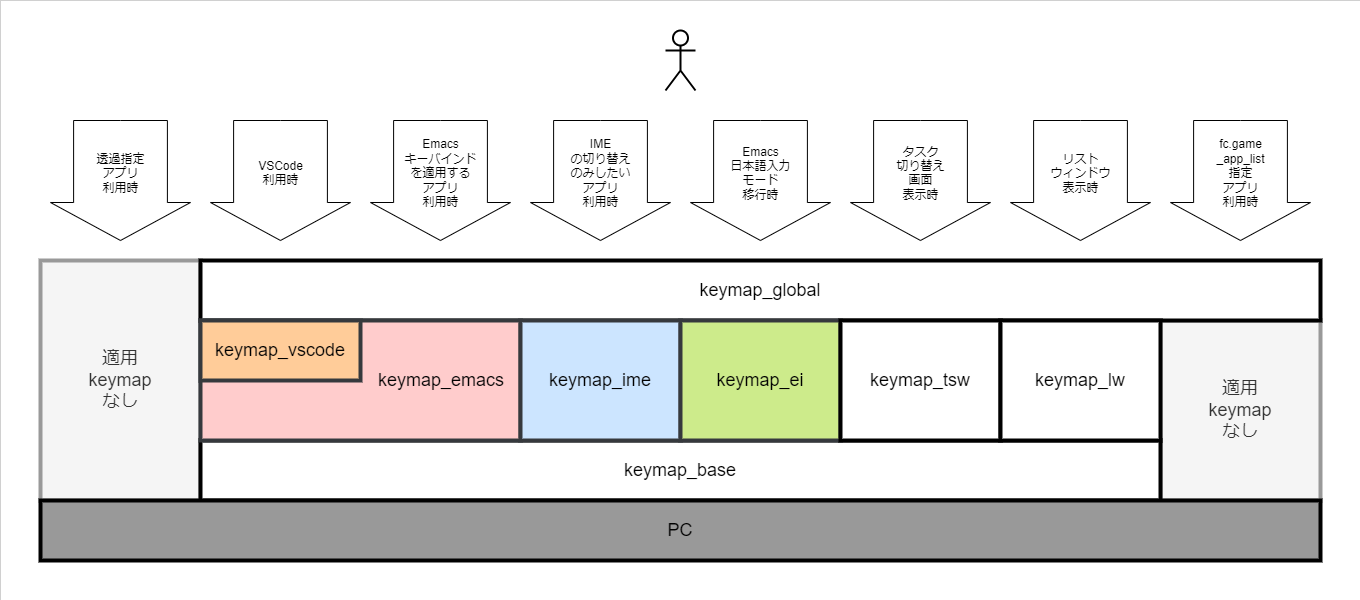 透過指定
アプリ
利用時
VSCode
利用時
Emacs
キーバインド
を適用する
アプリ
利用時
IME
の切り替え
のみしたい
アプリ
利用時
Emacs
日本語入力
モード
移行時
タスク
切り替え
画面
表示時
リスト
ウィンドウ
表示時
fc.game
_app_list
指定
アプリ
利用時
keymap_global
適用
keymap
なし
keymap_vscode
keymap_emacs
keymap_ime
keymap_ei
keymap_tsw
keymap_lw
適用
keymap
なし
keymap_base
PC